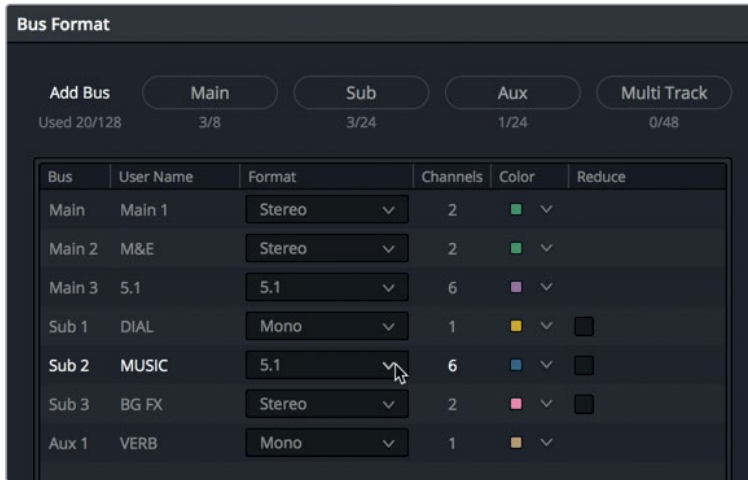 Bus Format
Add Bus Main Sub Aux Multi Track
Used 20/128 3/8 3/24 1/24 0/48
Bus User Name Format Channels Color Reduce
Main Main 1 Stereo 2
Main 2 M&E Stereo 2
Main 3 5.1 5.1 6
Sub 1 DIAL Mono 1
Sub 2 MUSIC 5.1 6
Sub 3 BG FX Stereo 2
Aux 1 VERB Mono 1